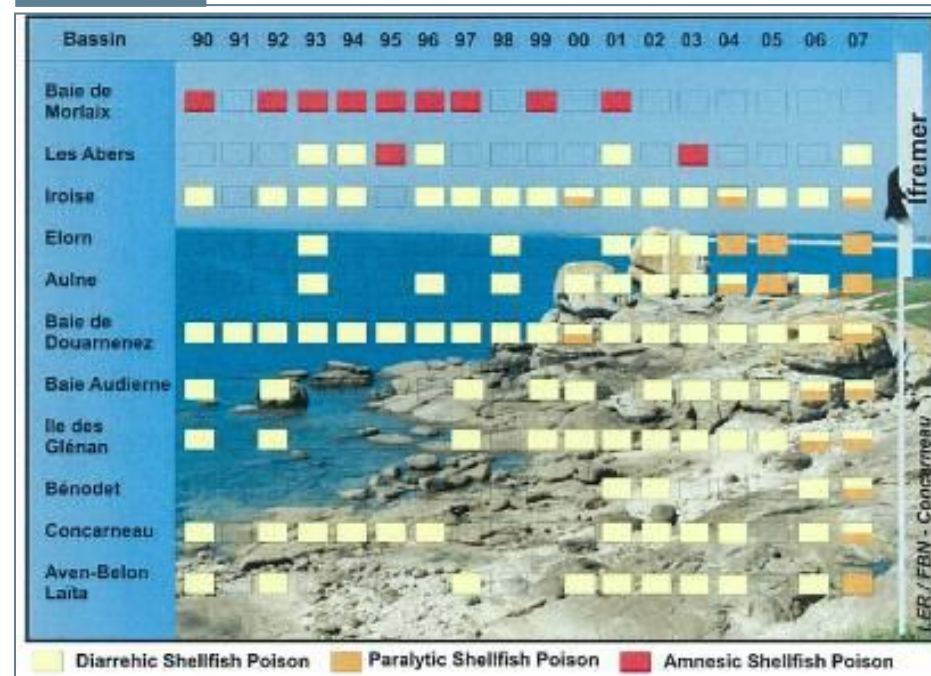 Bassin 90 91 92 93 94 95 96 97 98 99 00 01 02 03 04 05 06 07
Baie de
Morlaix
Les Abers
Iroise
Elorn
Aulne
Baie de
Douarnenez
Baie Audierne
Ile des
Glénan
Bénodet
Concarneau
Aven-Belon
Laïta
Ifremer
LER / FBN - Concarneau
Diarrehic Shellfish Poison Paralytic Shellfish Poison Amnesic Shellfish Poison